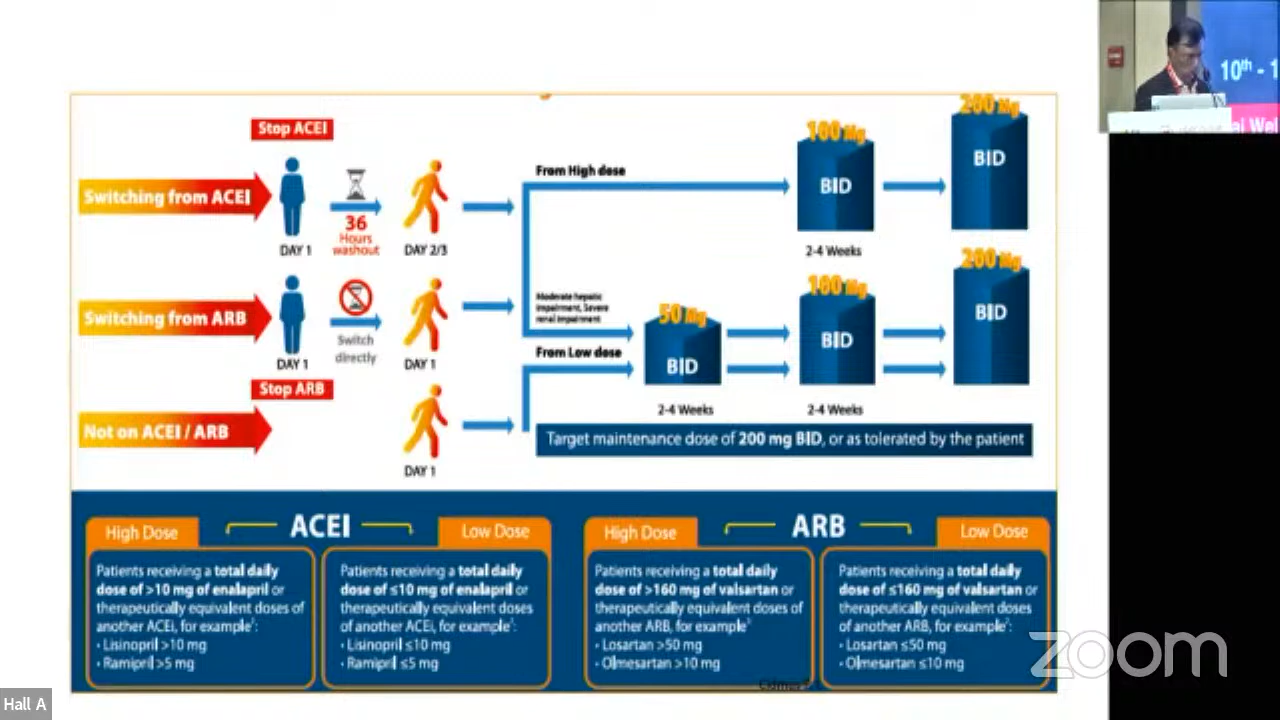 Stop ACEI
Switching from ACEI
DAY 1
36
Hours
washout
DAY 2/3
From High dose
100 Mg
BID
2-4 Weeks
200 Mg
BID
Switching from ARB
DAY 1
Switch
directly
DAY 1
Stop ARB
Moderate hepatic
impairment, Severe
renal impairment
From Low dose
50 Mg
BID
2-4 Weeks
100 Mg
BID
2-4 Weeks
200 Mg
BID
Not on ACEI / ARB
DAY 1
Target maintenance dose of 200 mg BID, or as tolerated by the patient
ACEI
High Dose
Patients receiving a total daily
dose of >10 mg of enalapril or
therapeutically equivalent doses of
another ACEi, for example¹:
• Lisinopril >10 mg
• Ramipril >5 mg
Low Dose
Patients receiving a total daily
dose of ≤10 mg of enalapril or
therapeutically equivalent doses
of another ACEi, for example¹:
• Lisinopril ≤10 mg
• Ramipril ≤5 mg
ARB
High Dose
Patients receiving a total daily
dose of >160 mg of valsartan or
therapeutically equivalent doses of
another ARB, for example¹
• Losartan >50 mg
• Olmesartan >10 mg
Low Dose
Patients receiving a total daily
dose of ≤160 mg of valsartan or
therapeutically equivalent doses
of another ARB, for example¹:
• Losartan ≤50 mg
• Olmesartan ≤10 mg
10th - 1
zoom
Hall A